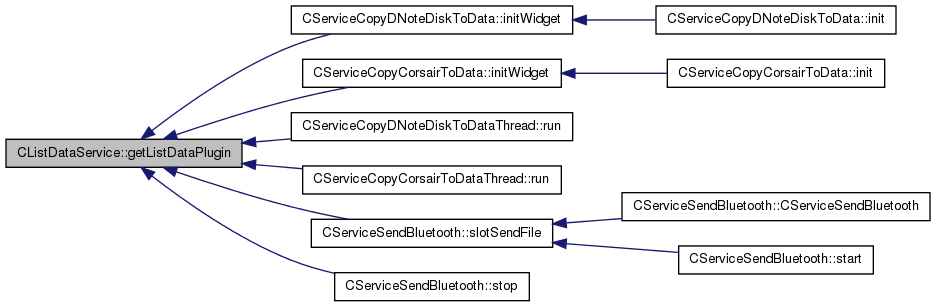 CServiceCopyDNoteDiskToData::initWidget
CServiceCopyDNoteDiskToData::init
CServiceCopyCorsairToData::initWidget
CServiceCopyCorsairToData::init
CServiceCopyDNoteDiskToDataThread::run
CListDataService::getListDataPlugin
CServiceCopyCorsairToDataThread::run
CServiceSendBluetooth::CServiceSendBluetooth
CServiceSendBluetooth::slotSendFile
CServiceSendBluetooth::start
CServiceSendBluetooth::stop